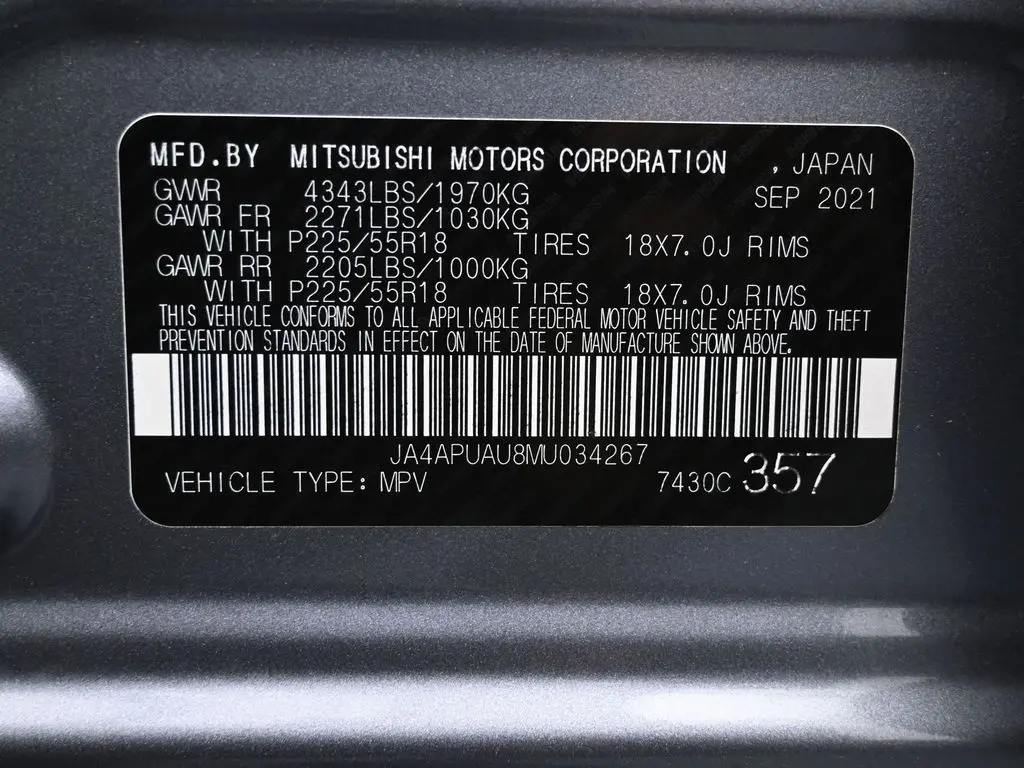 MFD.BY MITSUBISHI MOTORS CORPORATION , JAPAN
GVWR 4343LBS/1970KG SEP 2021
GAWR FR 2271LBS/1030KG
WITH P225/55R18 TIRES 18X7.0J RIMS
GAWR RR 2205LBS/1000KG
WITH P225/55R18 TIRES 18X7.0J RIMS
THIS VEHICLE CONFORMS TO ALL APPLICABLE FEDERAL MOTOR VEHICLE SAFETY AND THEFT
PREVENTION STANDARDS IN EFFECT ON THE DATE OF MANUFACTURE SHOWN ABOVE.
JA4APUAU8MU034267
VEHICLE TYPE: MPV 7430C 357